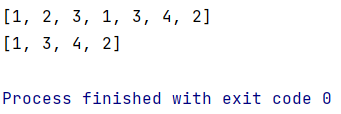 [1, 2, 3, 1, 3, 4, 2]
[1, 3, 4, 2]
Process finished with exit code 0